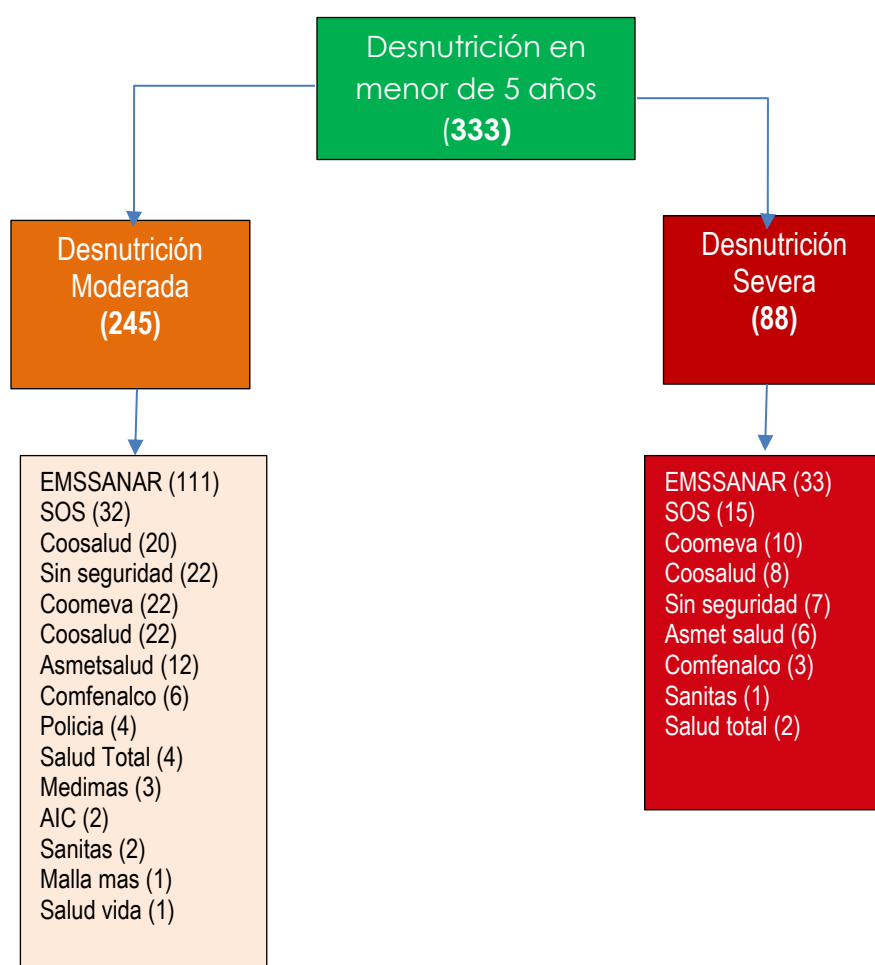 Desnutrición en
menor de 5 años
(333)
Desnutrición
Moderada
(245)
Desnutrición
Severa
(88)
EMSSANAR (111)
SOS (32)
Coosalud (20)
Sin seguridad (22)
Coomeva (22)
Coosalud (22)
Asmetsalud (12)
Comfenalco (6)
Policia (4)
Salud Total (4)
Medimas (3)
AIC (2)
Sanitas (2)
Malla mas (1)
Salud vida (1)
EMSSANAR (33)
SOS (15)
Coomeva (10)
Coosalud (8)
Sin seguridad (7)
Asmet salud (6)
Comfenalco (3)
Sanitas (1)
Salud total (2)